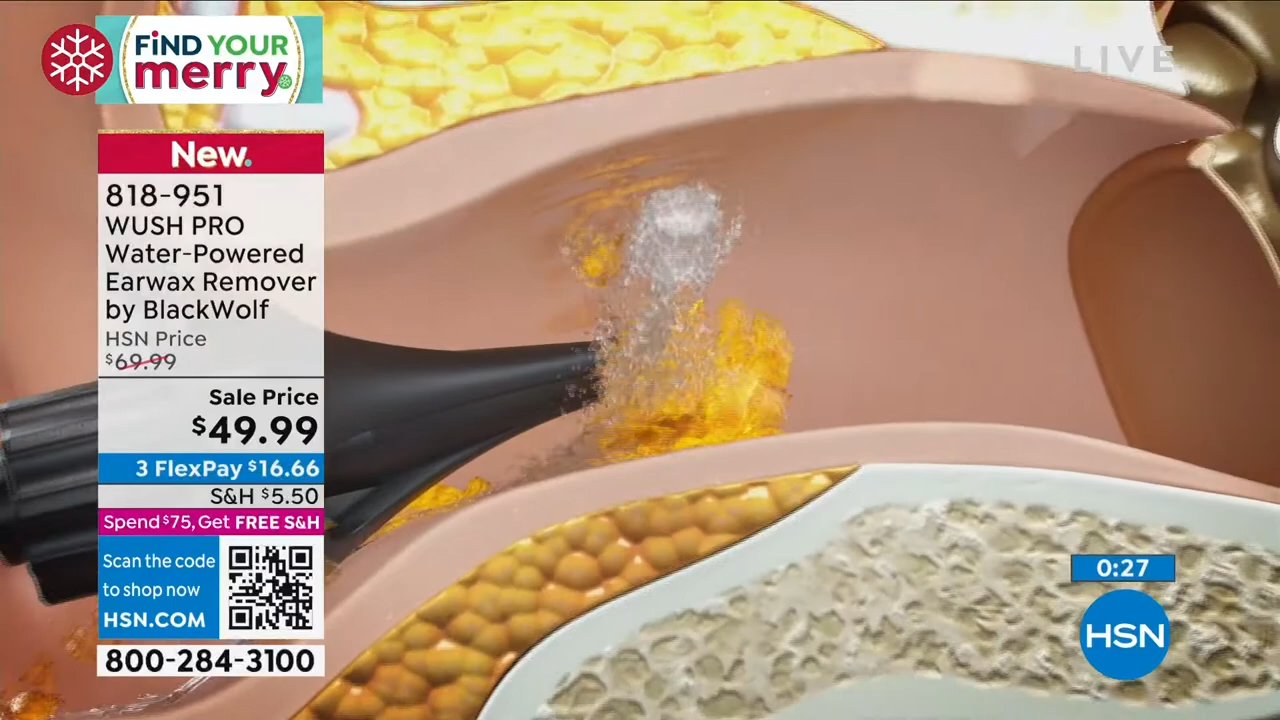 FiND YOUR
merry.
LIVE
New.
818-951
WUSH PRO
Water-Powered
Earwax Remover
by BlackWolf
HSN Price
$69.99
Sale Price
$49.99
3 FlexPay $16.66
S&H $5.50
Spend $75, Get FREE S&H
Scan the code
to shop now
HSN.COM
800-284-3100
0:27
HSN